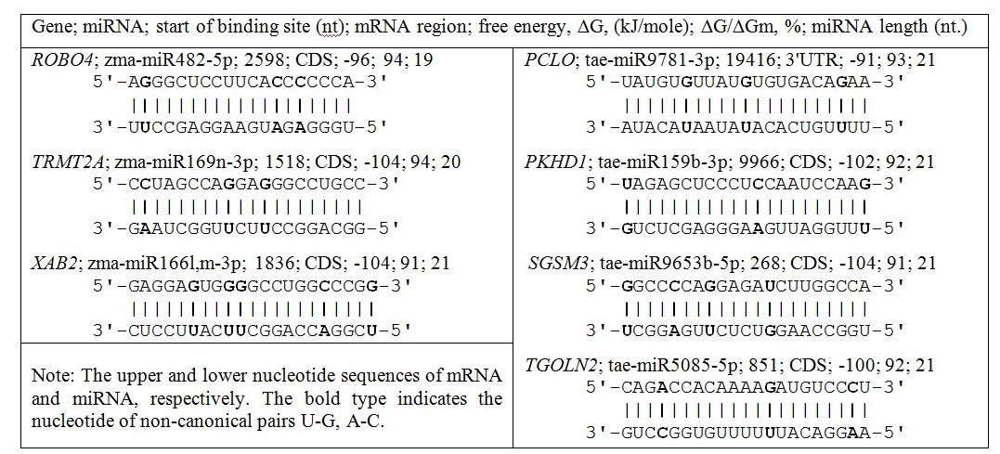 Gene; miRNA; start of binding site (nt); mRNA region; free energy, ΔG, (kJ/mole); ΔG/ΔGm, %; miRNA length (nt.)
ROBO4; zma-miR482-5p; 2598; CDS; -96, 94; 19
5'-AGGGCUCCUUCACCCCCCA-3'
| | | | | | | | | | | | | | | | | | |
3'-UUCCGAGGAAGUAGAGGGU-5'
TRMT2A; zma-miR169n-3p; 1518; CDS; -104; 94; 20
5'-CCUAGCCAGGAGGGCCUGCC-3'
| | | | | | | | | | | | | | | | | | | |
3'-GAAUCGGUUCUUCCGGACGG-5'
XAB2; zma-miR166l,m-3p; 1836; CDS; -104; 91; 21
5'-GAGGAGUGGGGCCUGGCCCGG-3'
| | | | | | | | | | | | | | | | | | | | |
3'-CUCCUUACUUCGGACCAGGCU-5'
Note: The upper and lower nucleotide sequences of mRNA
and miRNA, respectively. The bold type indicates the
nucleotide of non-canonical pairs U-G, A-C.
PCLO; tae-miR9781-3p; 19416; 3'UTR; -91; 93; 21
5'-UAUGUGUUAUGUGUGACAGAA-3'
| | | | | | | | | | | | | | | | | | | | |
3'-AUACAUAAUAUACACUGUUUU-5'
PKHD1; tae-miR159b-3p; 9966; CDS; -102; 92; 21
5'-UAGAGCUCCCUCCAAUCCAAG-3'
| | | | | | | | | | | | | | | | | | | | |
3'-GUCUCGAGGGAAGUUAGGUUU-5'
SGSM3; tae-miR9653b-5p; 268; CDS; -104; 91; 21
5'-GGCCCCAGGAGAUCUUGGCCA-3'
| | | | | | | | | | | | | | | | | | | | |
3'-UCGGAGUUCUCUGGAACCGGU-5'
TGOLN2; tae-miR5085-5p; 851; CDS; -100; 92; 21
5'-CAGACCACAAAAGAUGUCCCU-3'
| | | | | | | | | | | | | | | | | | | | |
3'-GUCCGGUGUUUUUUACAGGAA-5'